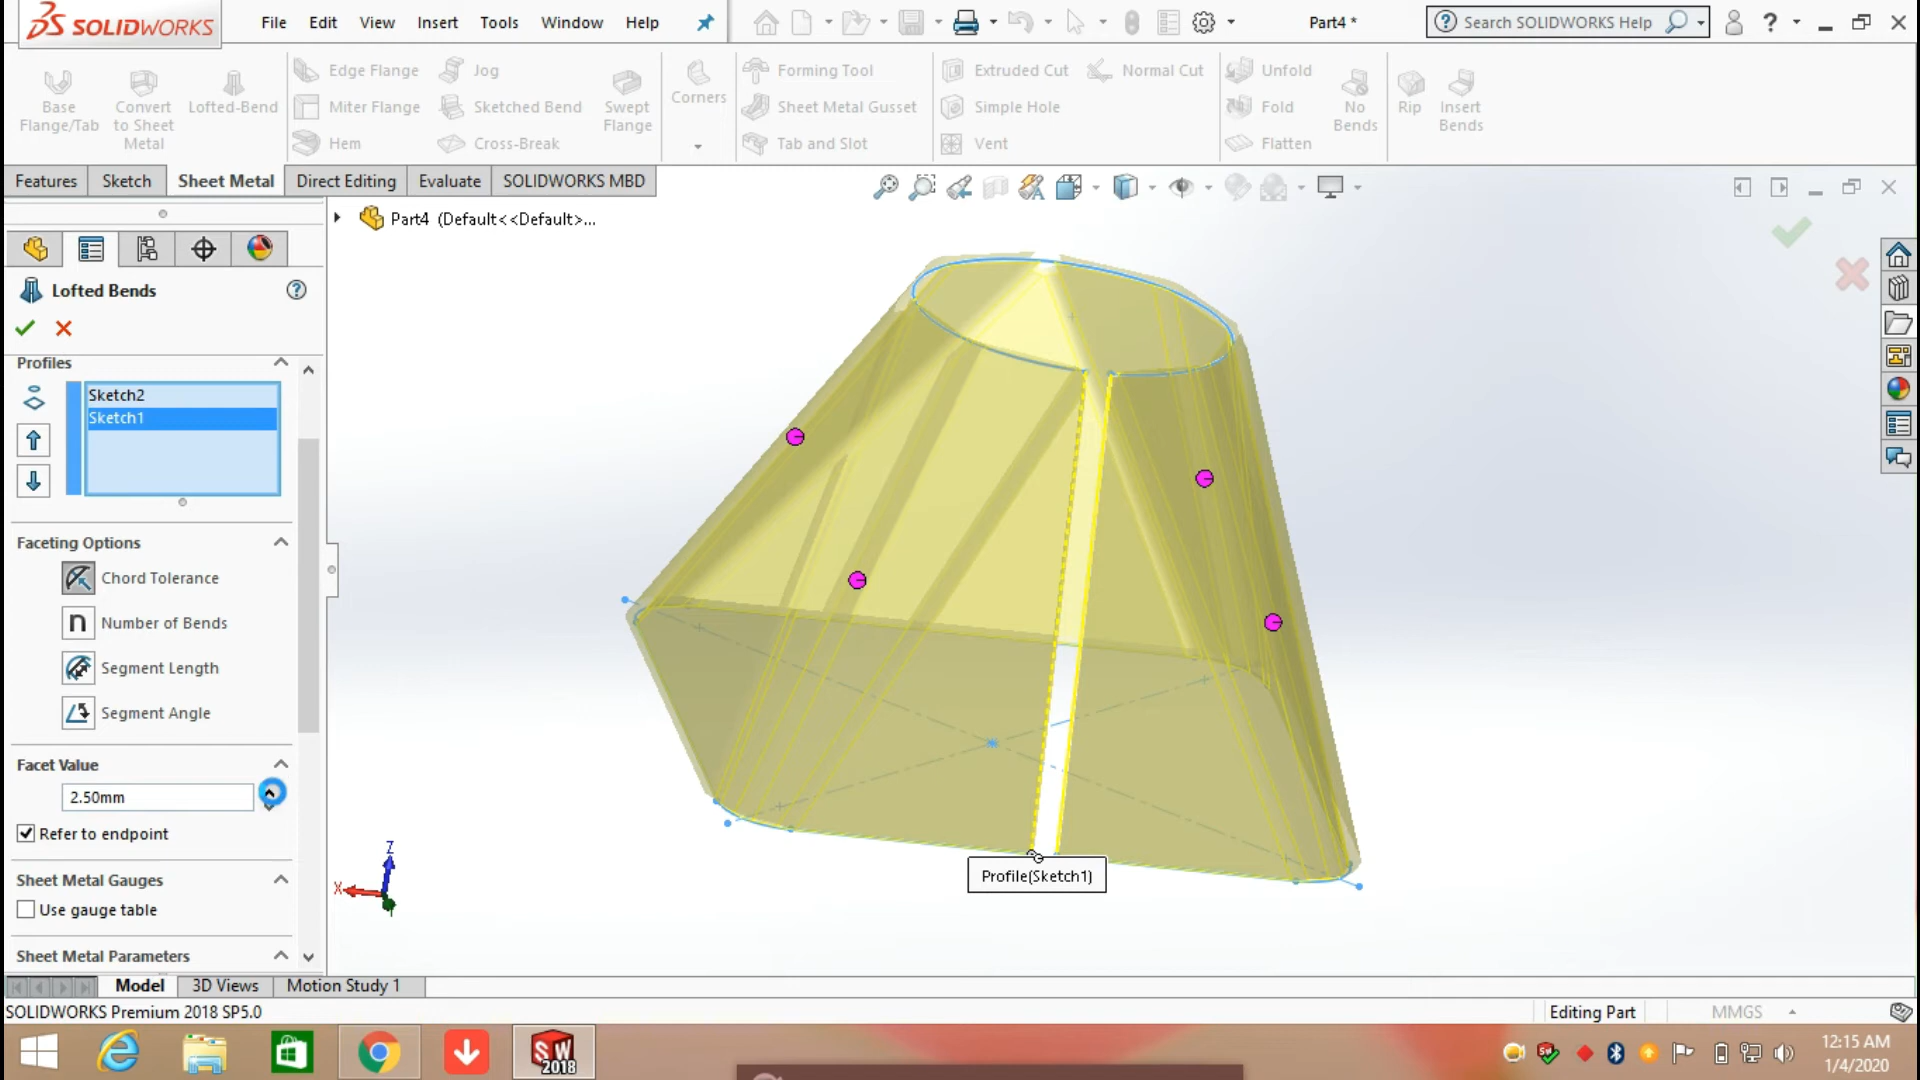 SOLIDWORKS
File Edit View Insert Tools Window Help
Part4 *
Search SOLIDWORKS Help
Base Flange/Tab
Convert to Sheet Metal
Lofted-Bend
Edge Flange
Miter Flange
Hem
Jog
Sketched Bend
Cross-Break
Swept Flange
Corners
Forming Tool
Sheet Metal Gusset
Tab and Slot
Extruded Cut
Simple Hole
Vent
Normal Cut
Unfold
Fold
Flatten
No Bends
Rip
Insert Bends
Features Sketch Sheet Metal Direct Editing Evaluate SOLIDWORKS MBD
Part4 (Default<<Default>...
Lofted Bends
Profiles
Sketch2
Sketch1
Faceting Options
Chord Tolerance
n Number of Bends
Segment Length
Segment Angle
Facet Value
2.50mm
Refer to endpoint
Sheet Metal Gauges
Use gauge table
Sheet Metal Parameters
Profile(Sketch1)
Z
X
Y
Model 3D Views Motion Study 1
SOLIDWORKS Premium 2018 SP5.0
Editing Part
MMGS
SW
2018
12:15 AM
1/4/2020